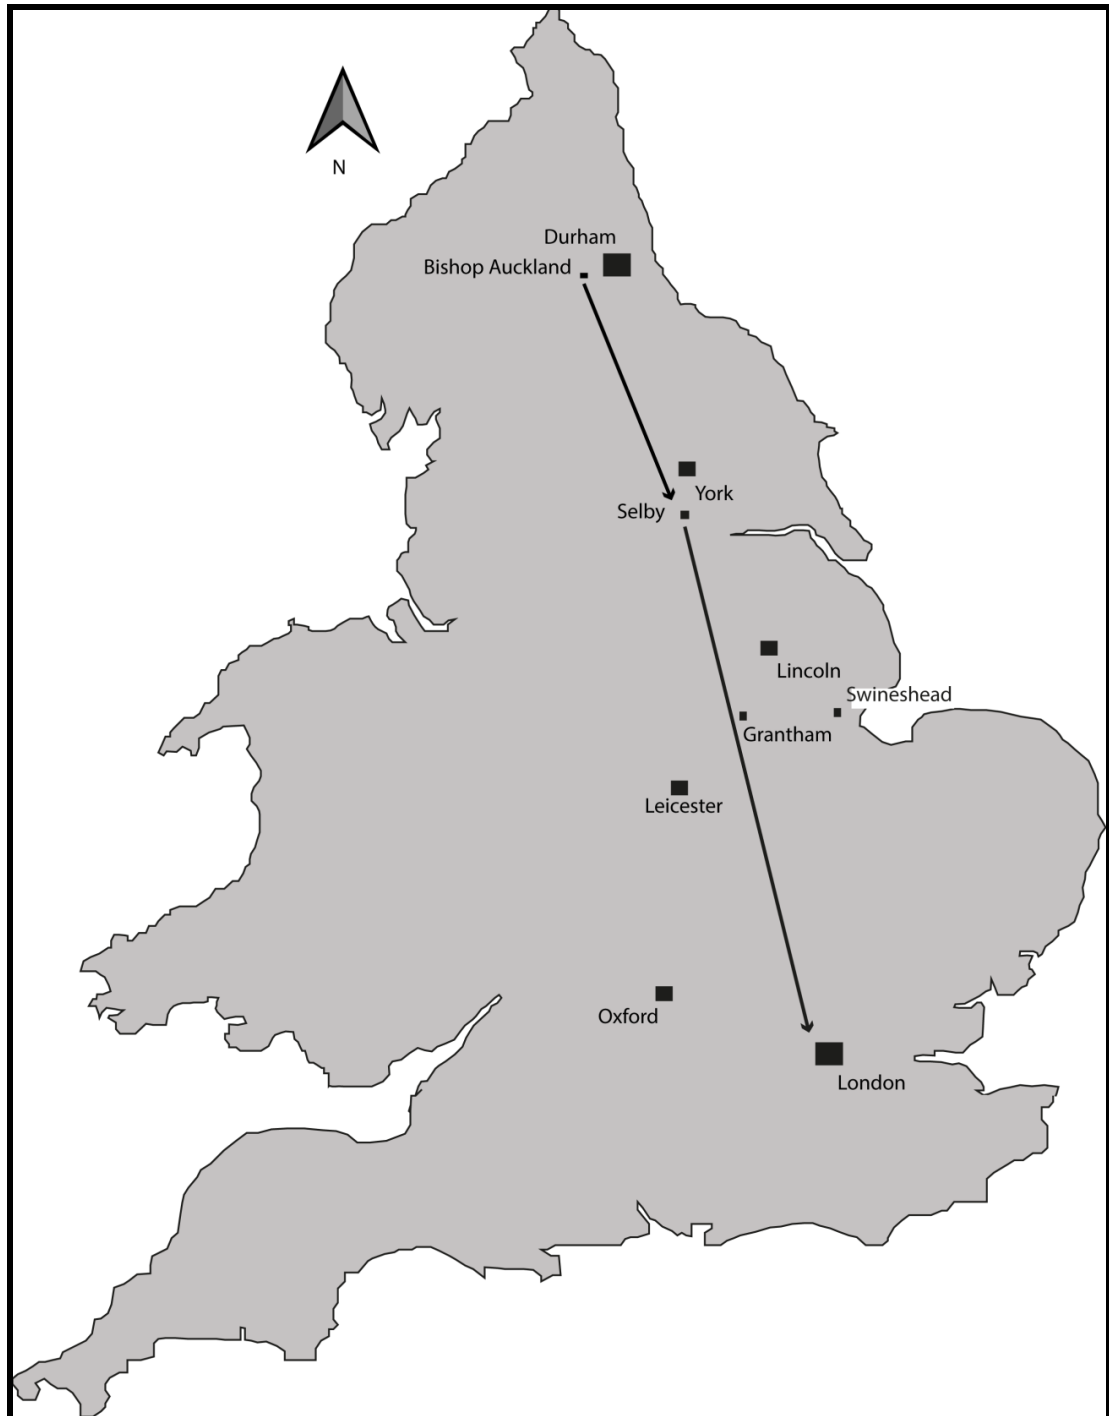 N
Durham
Bishop Auckland
York
Selby
Lincoln
Swineshead
Grantham
Leicester
Oxford
London